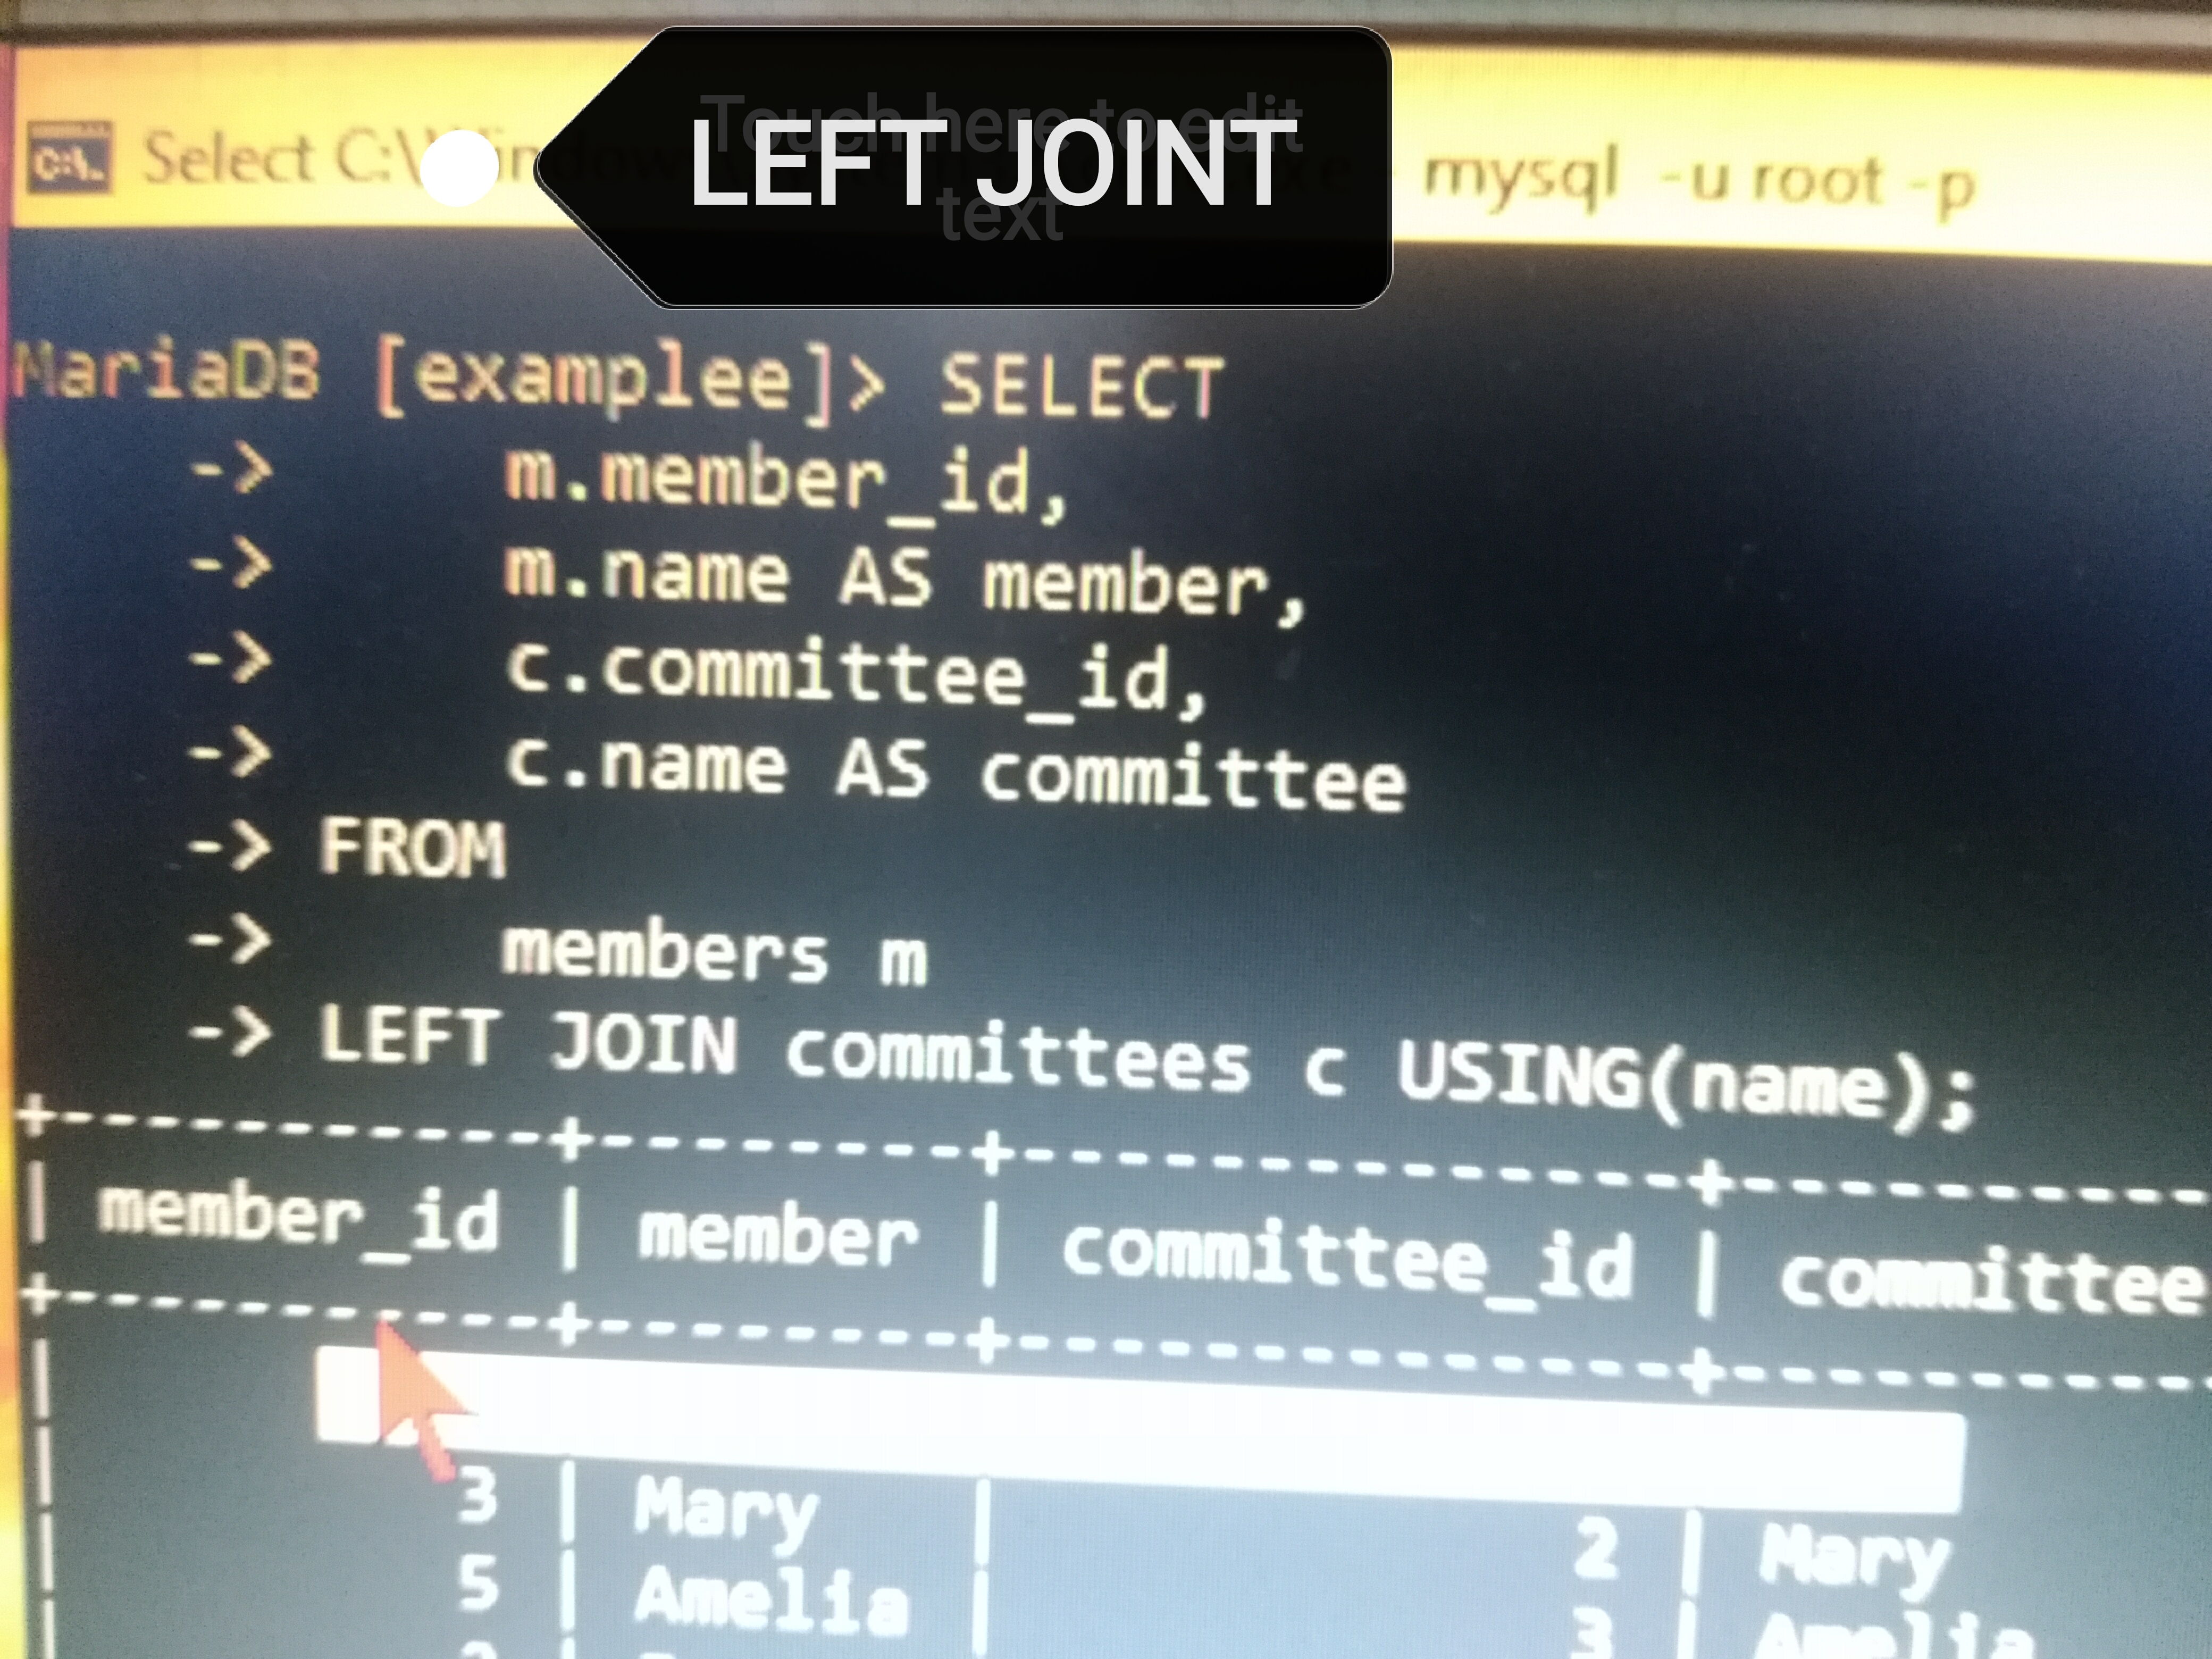 Select C:\Windows - mysql -u root -p
Touch here to edit text
LEFT JOINT
MariaDB [examplee]> SELECT
-> m.member_id,
-> m.name AS member,
-> c.committee_id,
-> c.name AS committee
-> FROM
-> members m
-> LEFT JOIN committees c USING(name);
+-----------+--------+--------------+----------
| member_id | member | committee_id | committee
+-----------+--------+--------------+----------
| 3 | Mary | 2 | Mary
| 5 | Amelia | 3 | Amelia